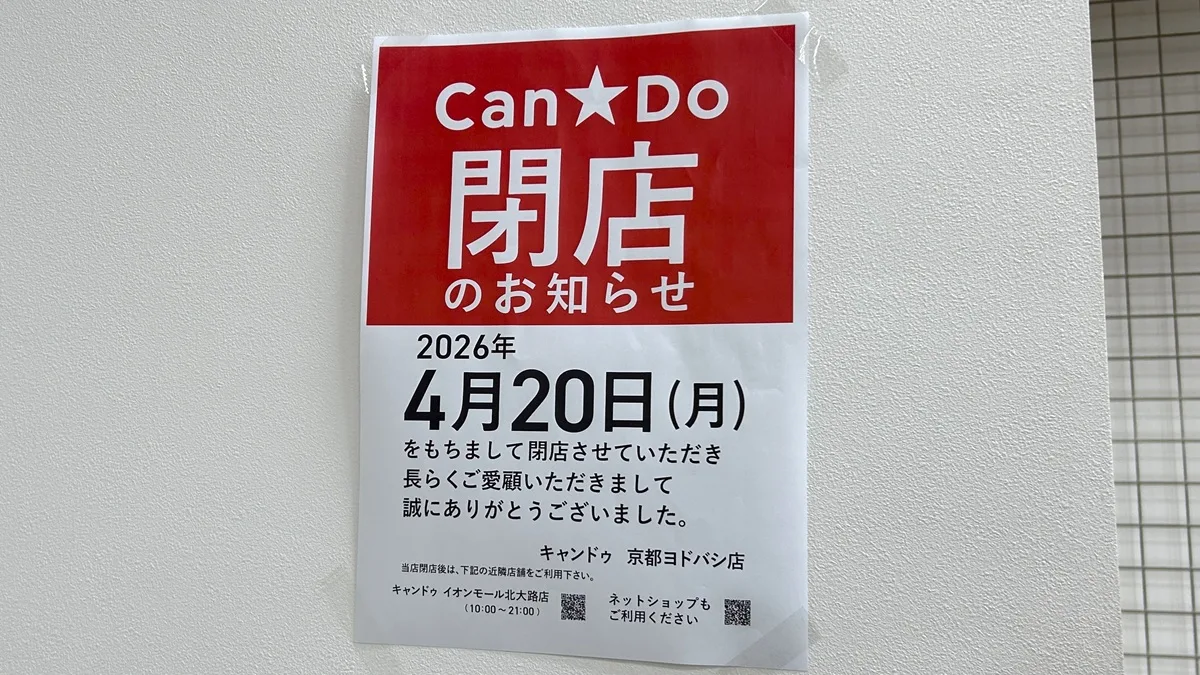 Can★Do
閉店
のお知らせ
2026年
4月20日(月)
をもちまして閉店させていただき
長らくご愛顧いただきまして
誠にありがとうございました。
キャンドゥ 京都ヨドバシ店
当店閉店後は、下記の近隣店舗をご利用下さい。
キャンドゥ イオンモール北大路店
(10:00～21:00)
ネットショップも
ご利用ください